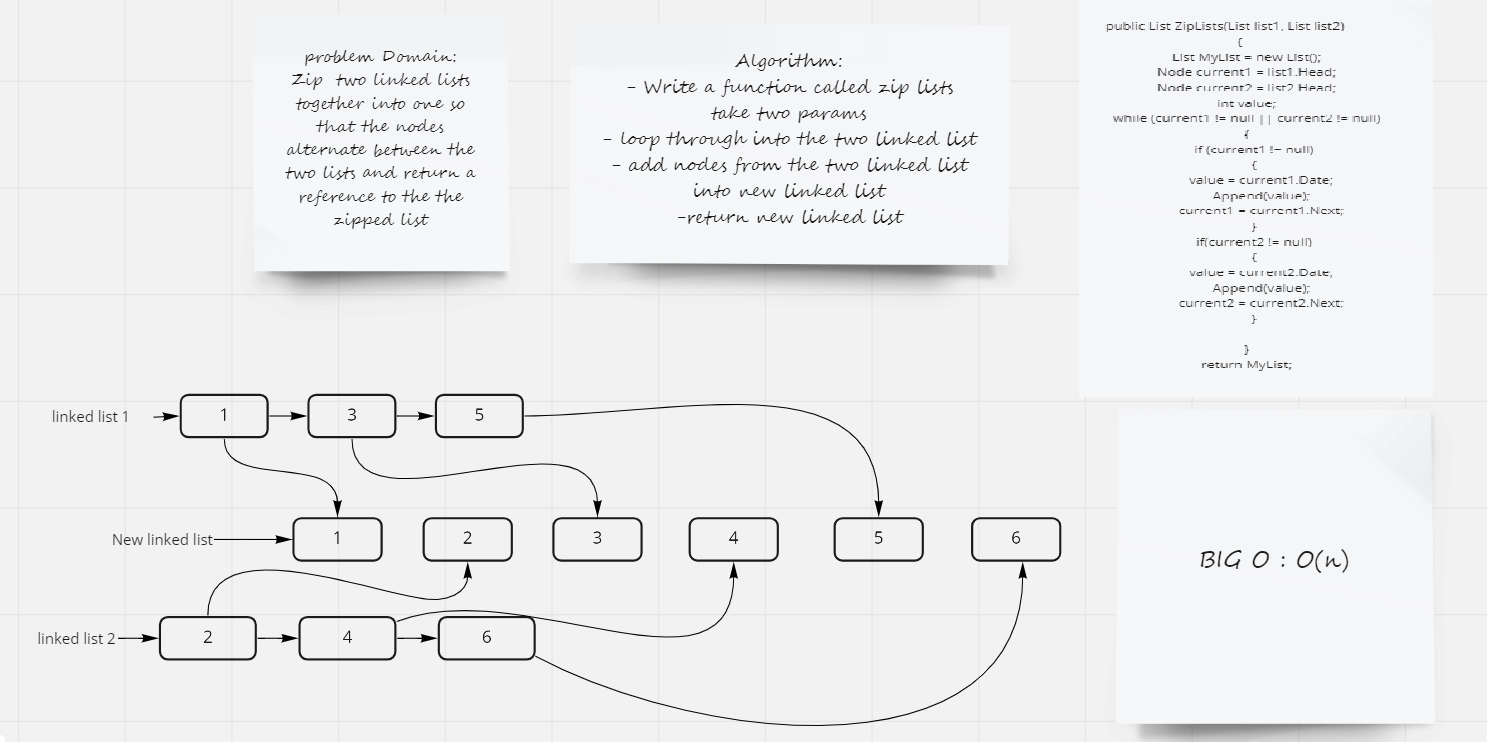 problem Domain:
Zip two linked lists
together into one so
that the nodes
alternate between the
two lists and return a
reference to the the
zipped list
Algorithm:
- Write a function called zip lists
take two params
- loop through into the two linked list
- add nodes from the two linked list
into new linked list
-return new linked list
public List ZipLists(List list1, List list2)
{
List MyList = new List();
Node current1 = list1.Head;
Node current2 = list2.Head;
int value;
while (current1 != null || current2 != null)
{
if (current1 != null)
{
value = current1.Date;
Append(value);
current1 = current1.Next;
}
if(current2 != null)
{
value = current2.Date;
Append(value);
current2 = current2.Next;
}
}
return MyList;
linked list 1
1
3
5
New linked list
1
2
3
4
5
6
linked list 2
2
4
6
BIG O : O(n)